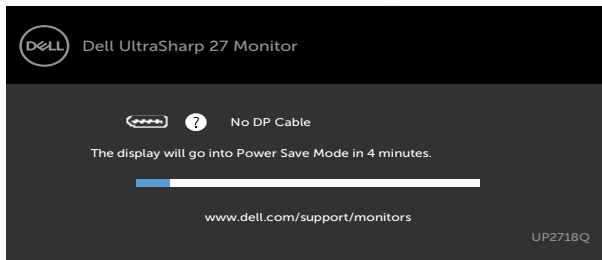 DELL
Dell UltraSharp 27 Monitor
? No DP Cable
The display will go into Power Save Mode in 4 minutes.
www.dell.com/support/monitors
UP2718Q